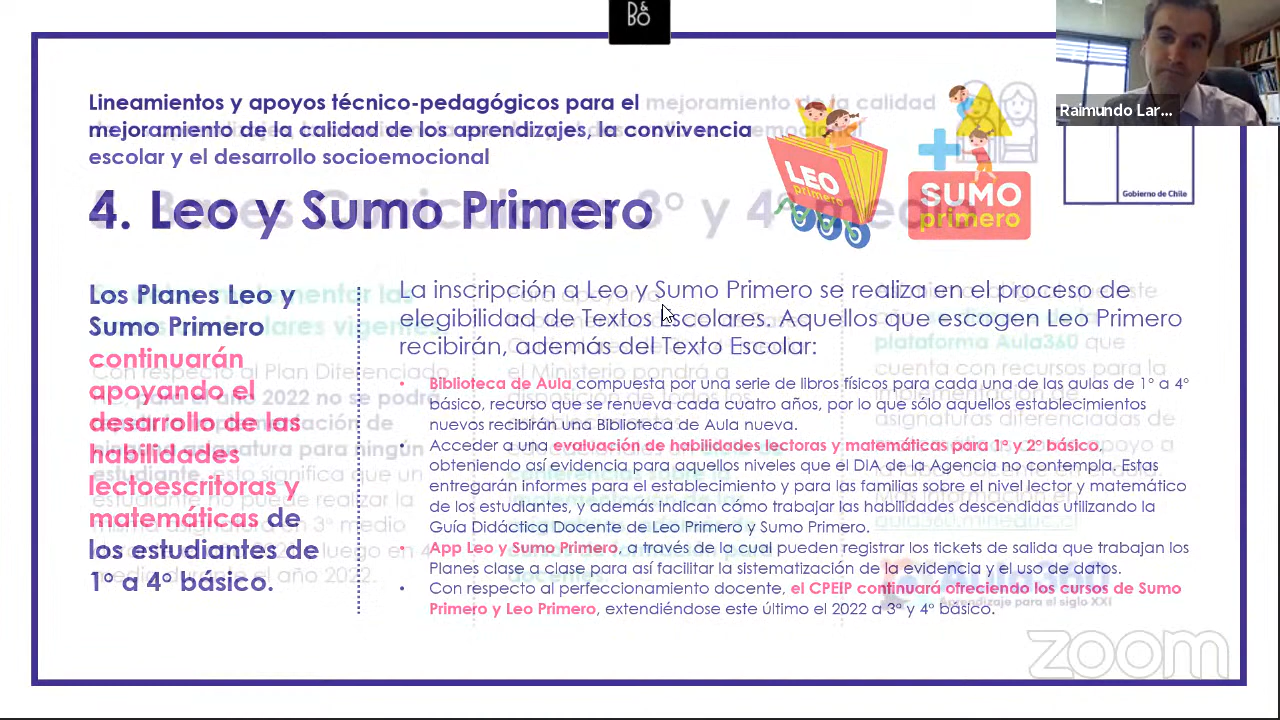 D&
BO
Raimundo Lar...
Lineamientos y apoyos técnico-pedagógicos para el
mejoramiento de la calidad de los aprendizajes, la convivencia
escolar y el desarrollo socioemocional
4. Leo y Sumo Primero
LEO
primero
SUMO
primero
Gobierno de Chile
Los Planes Leo y
Sumo Primero
continuarán
apoyando el
desarrollo de las
habilidades
lectoescritoras y
matemáticas de
los estudiantes de
1° a 4° básico.
La inscripción a Leo y Sumo Primero se realiza en el proceso de
elegibilidad de Textos Escolares. Aquellos que escogen Leo Primero
recibirán, además del Texto Escolar:
• Biblioteca de Aula compuesta por una serie de libros físicos para cada una de las aulas de 1° a 4°
básico, recurso que se renueva cada cuatro años, por lo que sólo aquellos establecimientos
nuevos recibirán una Biblioteca de Aula nueva.
• Acceder a una evaluación de habilidades lectoras y matemáticas para 1° y 2° básico,
obteniendo así evidencia para aquellos niveles que el DIA de la Agencia no contempla. Estas
entregarán informes para el establecimiento y para las familias sobre el nivel lector y matemático
de los estudiantes, y además indican cómo trabajar las habilidades descendidas utilizando la
Guía Didáctica Docente de Leo Primero y Sumo Primero.
• App Leo y Sumo Primero, a través de la cual pueden registrar los tickets de salida que trabajan los
Planes clase a clase para así facilitar la sistematización de la evidencia y el uso de datos.
• Con respecto al perfeccionamiento docente, el CPEIP continuará ofreciendo los cursos de Sumo
Primero y Leo Primero, extendiéndose este último el 2022 a 3° y 4° básico.
Aula360
Aprendizaje para el siglo XXI
zoom